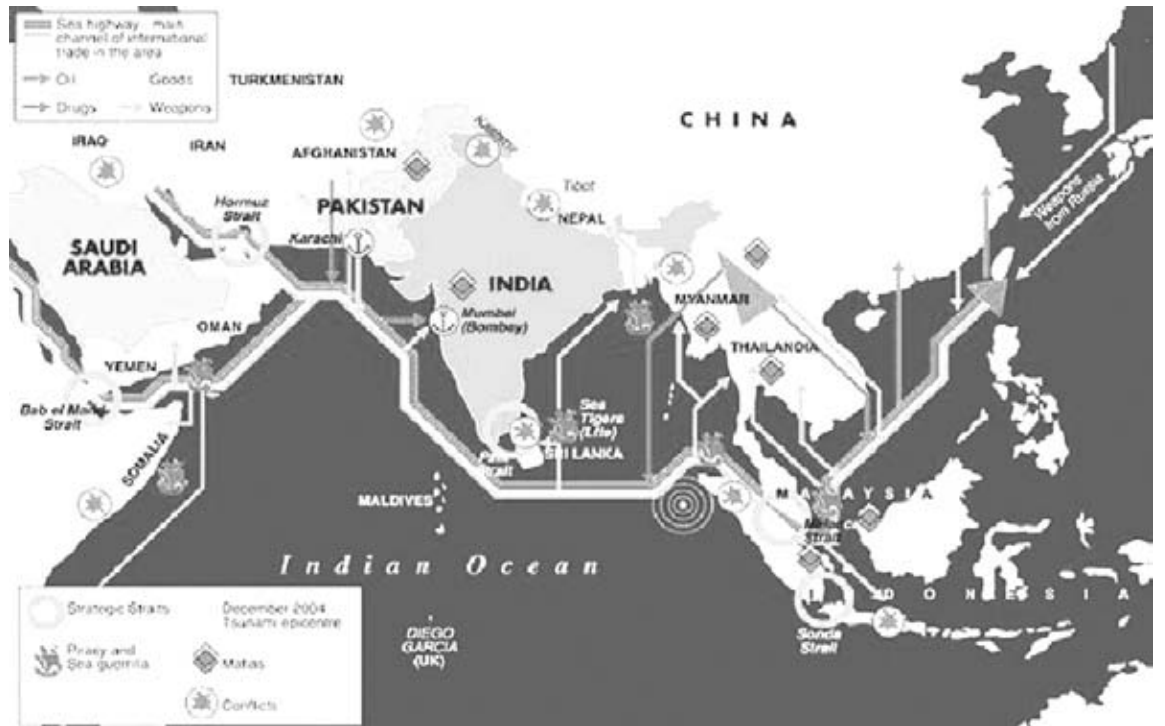 Sea highway - main
channel of international
trade in the area
Oil
Goods
Drugs
Weapons
TURKMENISTAN
CHINA
IRAQ
IRAN
AFGHANISTAN
Kashmir
Tibet
Hormuz
Strait
PAKISTAN
NEPAL
Weapons
from Russia
Karachi
SAUDI
ARABIA
INDIA
MYANMAR
Mumbai
(Bombay)
OMAN
THAILANDIA
YEMEN
Bab el
Strait
Sea
Tigers
SOMALIA
Strait
SRI LANKA
MALDIVES
MALAYSIA
Strait
Indian Ocean
INDONESIA
Strategic Straits
December 2004
Tsunami epicentre
DIEGO
GARCIA
(UK)
Sonda
Strait
Piracy and
Sea guerrilla
Mafias
Conflicts